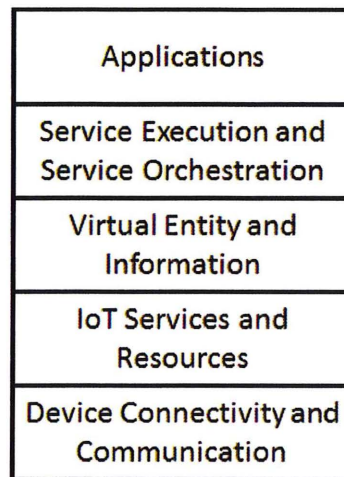 Applications
Service Execution and
Service Orchestration
Virtual Entity and
Information
IoT Services and
Resources
Device Connectivity and
Communication